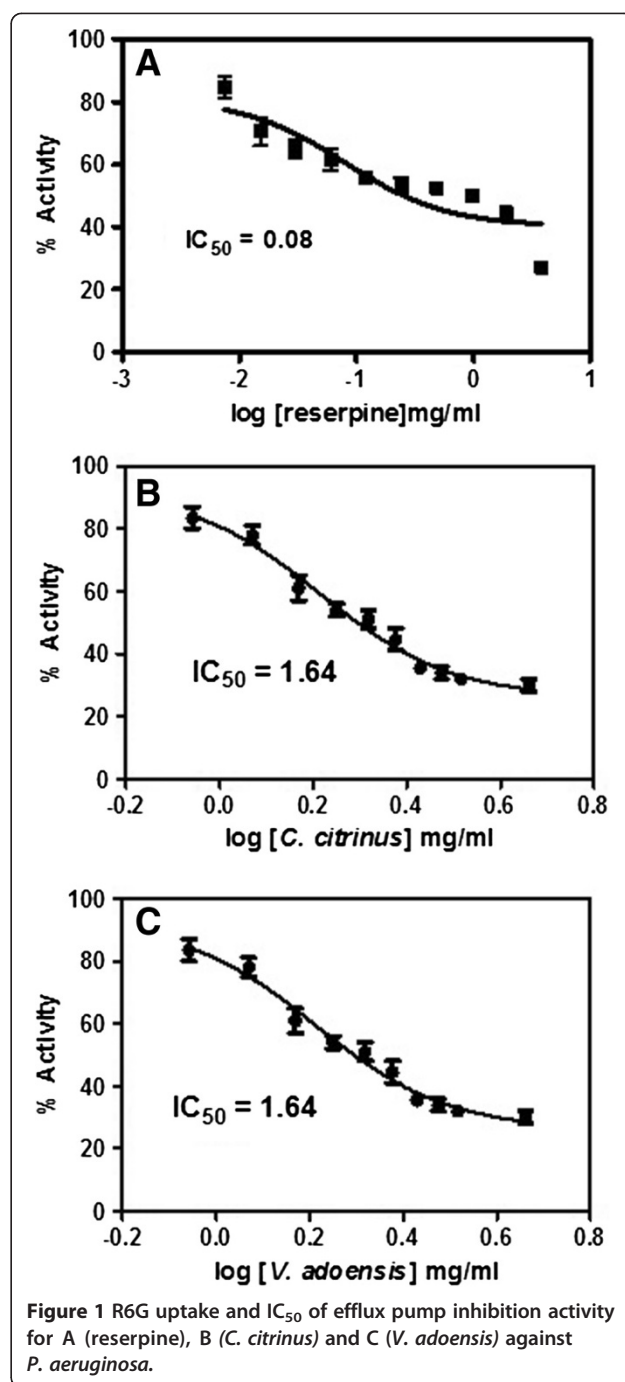 A
100
80
60
40
20
0
% Activity
IC₅₀ = 0.08
-3 -2 -1 0 1
log [reserpine]mg/ml
B
100
80
60
40
20
0
% Activity
IC₅₀ = 1.64
-0.2 0.0 0.2 0.4 0.6 0.8
log [C. citrinus] mg/ml
C
100
80
60
40
20
0
% Activity
IC₅₀ = 1.64
-0.2 0.0 0.2 0.4 0.6 0.8
log [V. adoensis] mg/ml
Figure 1 R6G uptake and IC₅₀ of efflux pump inhibition activity
for A (reserpine), B (C. citrinus) and C (V. adoensis) against
P. aeruginosa.